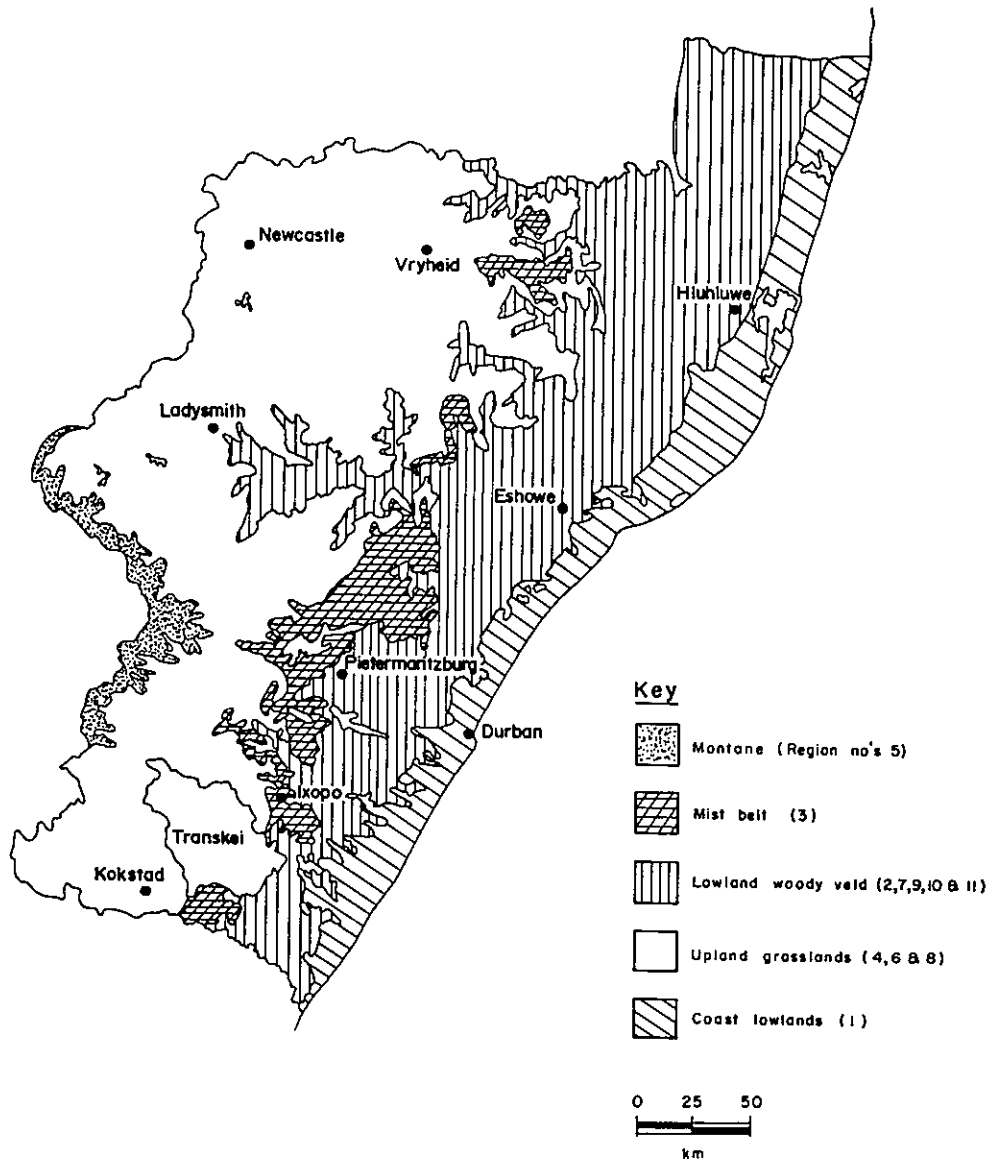 Newcastle
Vryheid
Hluhluwe
Ladysmith
Eshowe
Pietermaritzburg
Durban
Ixopo
Transkei
Kokstad
Key
Montane (Region no's 5)
Mist belt (3)
Lowland woody veld (2,7,9,10 & 11)
Upland grasslands (4,6 & 8)
Coast lowlands (1)
0 25 50
km